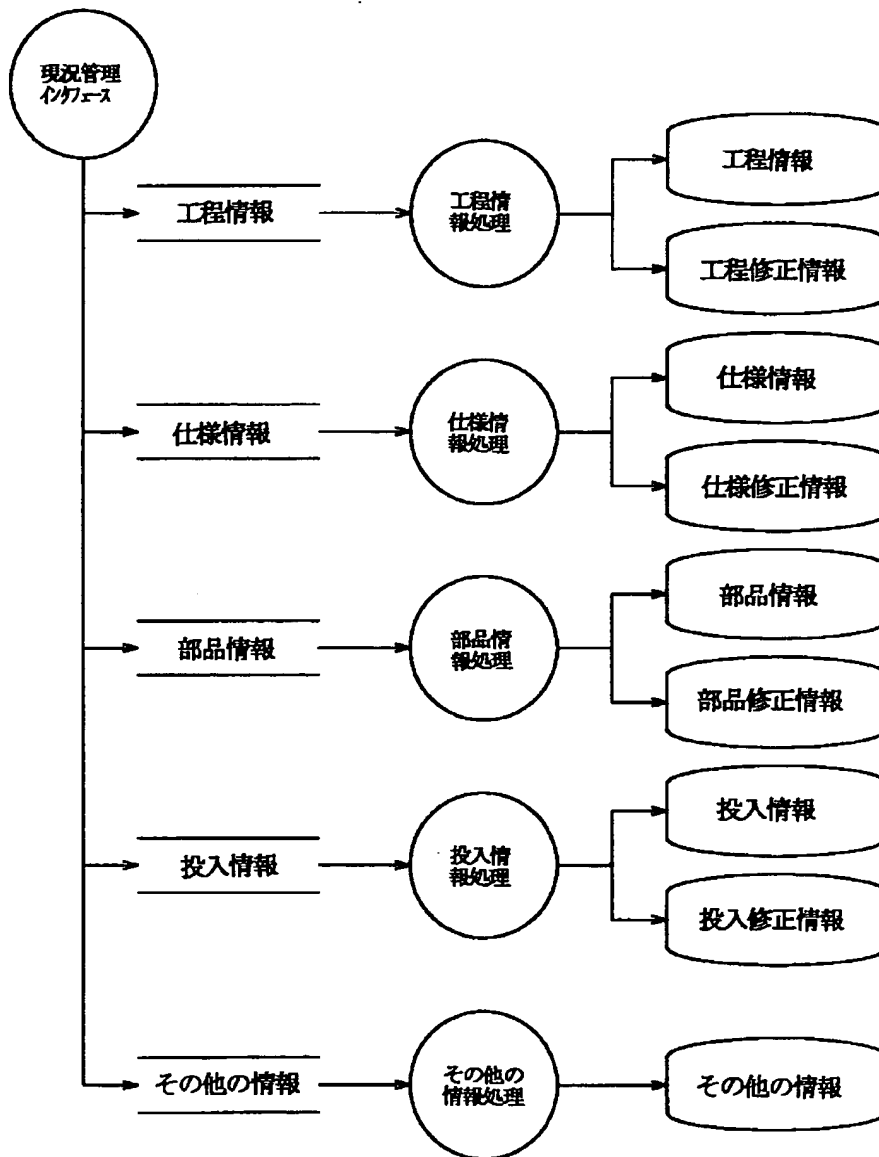 現況管理
インタフェース
工程情報
工程情
報処理
工程情報
工程修正情報
仕様情報
仕様情
報処理
仕様情報
仕様修正情報
部品情報
部品情
報処理
部品情報
部品修正情報
投入情報
投入情
報処理
投入情報
投入修正情報
その他の情報
その他の
情報処理
その他の情報